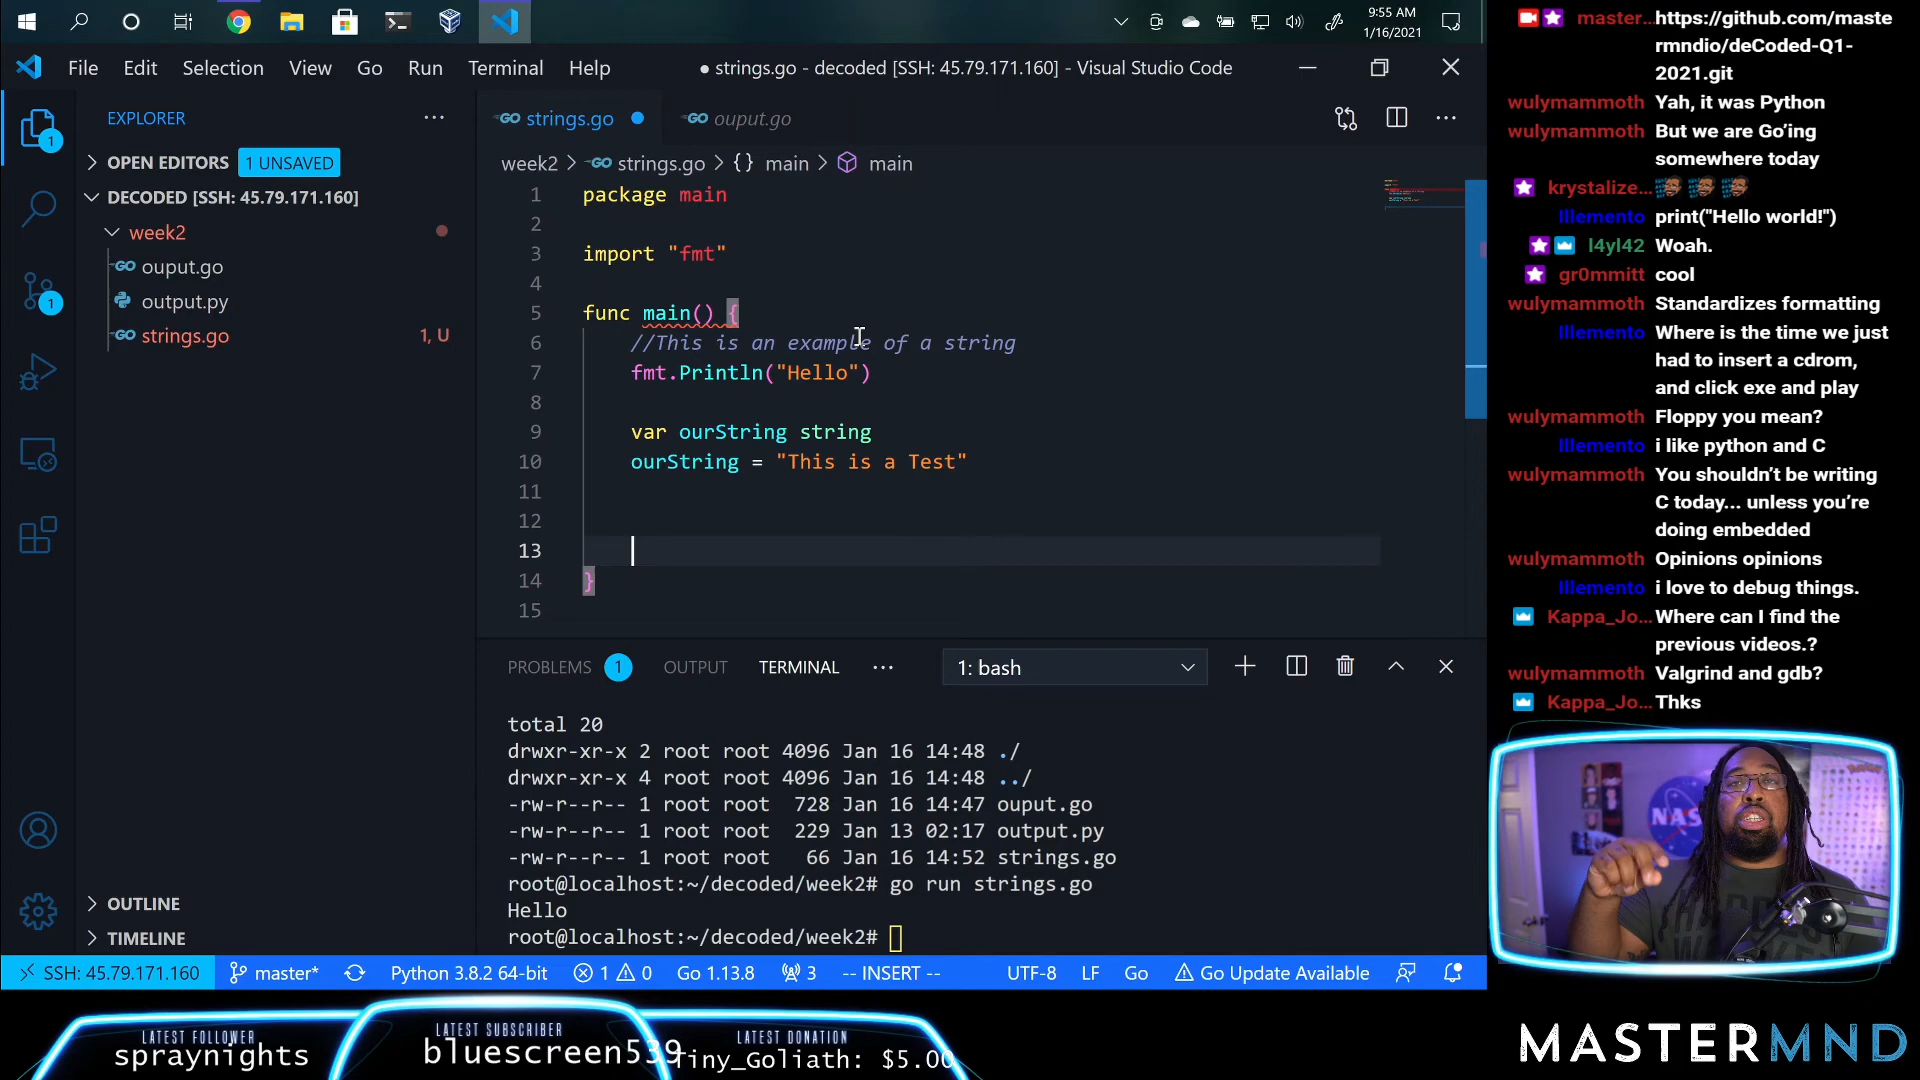 9:55 AM
1/16/2021
File Edit Selection View Go Run Terminal Help
● strings.go - decoded [SSH: 45.79.171.160] - Visual Studio Code
EXPLORER
OPEN EDITORS 1 UNSAVED
DECODED [SSH: 45.79.171.160]
week2
GO ouput.go
output.py
GO strings.go 1, U
OUTLINE
TIMELINE
1
1
GO strings.go GO ouput.go
week2 > GO strings.go > {} main > main
1 package main
2
3 import "fmt"
4
5 func main() {
6 //This is an example of a string
7 fmt.Println("Hello")
8
9 var ourString string
10 ourString = "This is a Test"
11
12
13
14 }
15
PROBLEMS 1 OUTPUT TERMINAL ··· 1: bash
total 20
drwxr-xr-x 2 root root 4096 Jan 16 14:48 ./
drwxr-xr-x 4 root root 4096 Jan 16 14:48 ../
-rw-r--r-- 1 root root 728 Jan 16 14:47 ouput.go
-rw-r--r-- 1 root root 229 Jan 13 02:17 output.py
-rw-r--r-- 1 root root 66 Jan 16 14:52 strings.go
root@localhost:~/decoded/week2# go run strings.go
Hello
root@localhost:~/decoded/week2#
SSH: 45.79.171.160 master* Python 3.8.2 64-bit 1 0 Go 1.13.8 3 -- INSERT -- UTF-8 LF Go Go Update Available
master... https://github.com/maste
rmndio/deCoded-Q1-
2021.git
wulymammoth Yah, it was Python
wulymammoth But we are Go’ing
somewhere today
krystalize...
Illemento print("Hello world!")
l4yl42 Woah.
gr0mmitt cool
wulymammoth Standardizes formatting
Illemento Where is the time we just
had to insert a cdrom,
and click exe and play
wulymammoth Floppy you mean?
Illemento i like python and C
wulymammoth You shouldn’t be writing
C today... unless you’re
doing embedded
wulymammoth Opinions opinions
Illemento i love to debug things.
Kappa_Jo... Where can I find the
previous videos.?
wulymammoth Valgrind and gdb?
Kappa_Jo... Thks
NASA
LATEST FOLLOWER
spraynights
LATEST SUBSCRIBER
bluescreen539
LATEST DONATION
Tiny_Goliath: $5.00
MASTERMND